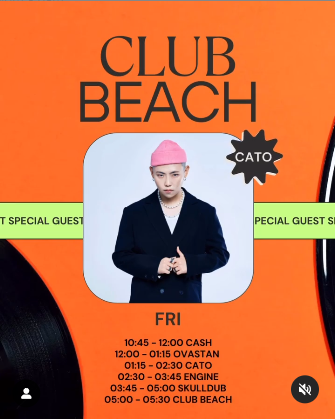 CLUB
BEACH
CATO
T SPECIAL GUEST
PECIAL GUEST S
FRI
10:45 - 12:00 CASH
12:00 - 01:15 OVASTAN
01:15 - 02:30 CATO
02:30 - 03:45 ENGINE
03:45 - 05:00 SKULLDUB
05:00 - 05:30 CLUB BEACH